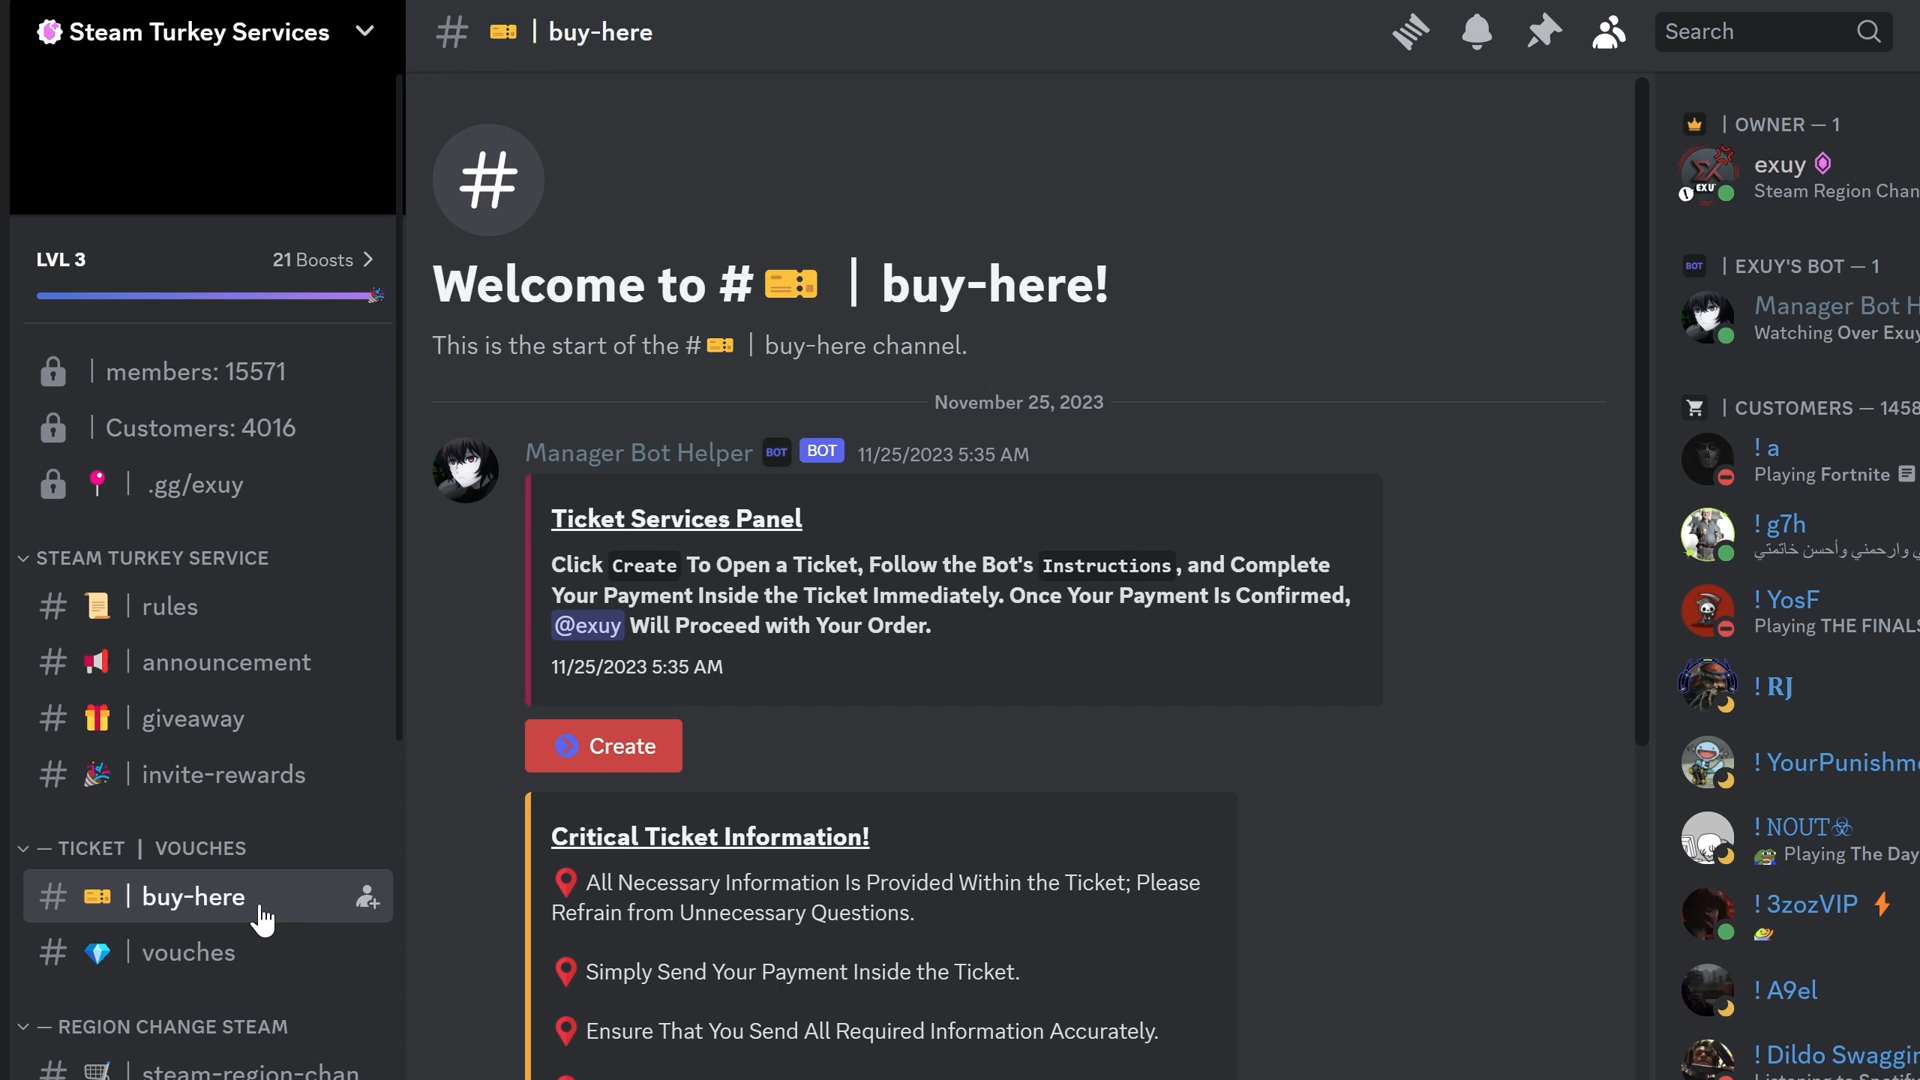 Steam Turkey Services
LVL 3
21 Boosts
| members: 15571
| Customers: 4016
| .gg/exuy
STEAM TURKEY SERVICE
# | rules
# | announcement
# | giveaway
# | invite-rewards
— TICKET | VOUCHES
# | buy-here
# | vouches
— REGION CHANGE STEAM
# | steam-region-chan
# | buy-here
Search
#
Welcome to # | buy-here!
This is the start of the # | buy-here channel.
November 25, 2023
Manager Bot Helper BOT BOT 11/25/2023 5:35 AM
Ticket Services Panel
Click Create To Open a Ticket, Follow the Bot's Instructions, and Complete
Your Payment Inside the Ticket Immediately. Once Your Payment Is Confirmed,
@exuy Will Proceed with Your Order.
11/25/2023 5:35 AM
Create
Critical Ticket Information!
All Necessary Information Is Provided Within the Ticket; Please
Refrain from Unnecessary Questions.
Simply Send Your Payment Inside the Ticket.
Ensure That You Send All Required Information Accurately.
| OWNER — 1
exuy
Steam Region Chan
BOT | EXUY'S BOT — 1
Manager Bot H
Watching Over Exuy
| CUSTOMERS — 1458
! a
Playing Fortnite
! g7h
وارحمني وأحسن خاتمتي
! YosF
Playing THE FINALS
! RJ
! YourPunishme
! NOUT☣
Playing The Day
! 3zozVIP
! A9el
! Dildo Swaggin